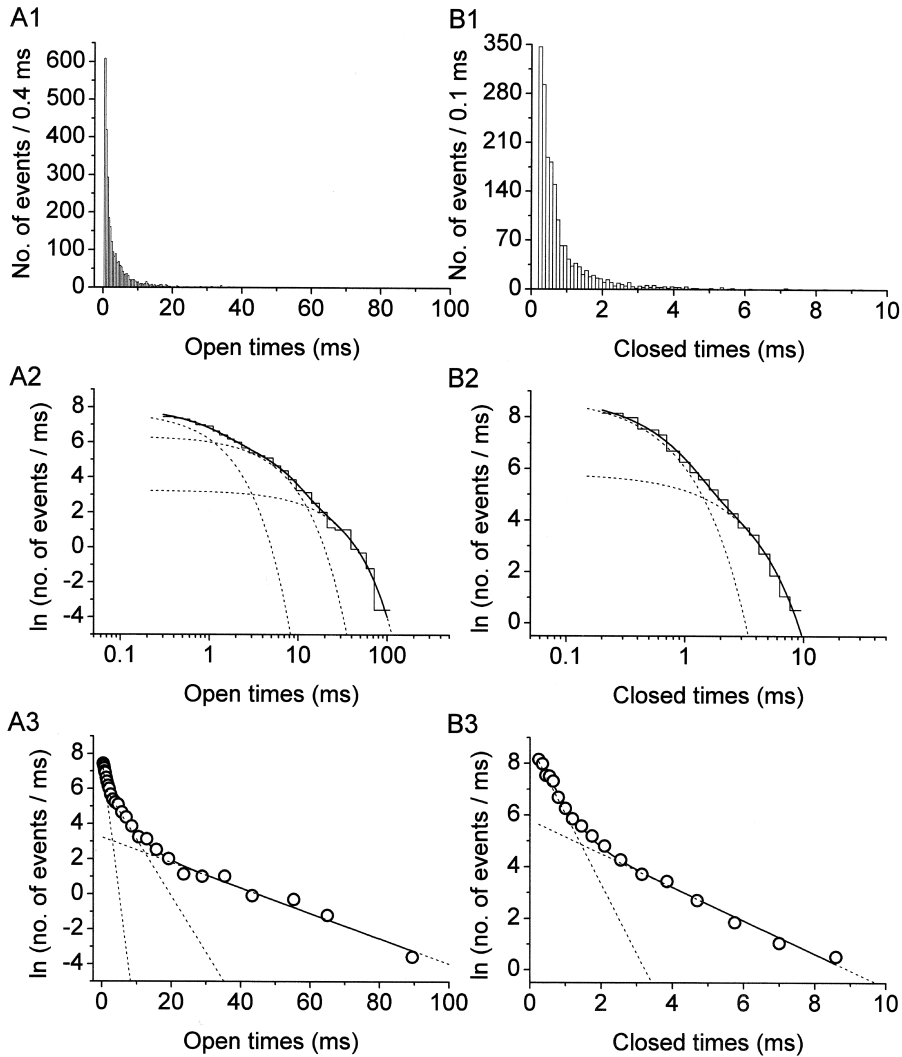 A1
No. of events / 0.4 ms
600
500
400
300
200
100
0
0 20 40 60 80 100
Open times (ms)
B1
No. of events / 0.1 ms
350
280
210
140
70
0
0 2 4 6 8 10
Closed times (ms)
A2
ln (no. of events / ms)
8
6
4
2
0
-2
-4
0.1 1 10 100
Open times (ms)
B2
ln (no. of events / ms)
8
6
4
2
0
0.1 1 10
Closed times (ms)
A3
ln (no. of events / ms)
8
6
4
2
0
-2
-4
0 20 40 60 80 100
Open times (ms)
B3
ln (no. of events / ms)
8
6
4
2
0
0 2 4 6 8 10
Closed times (ms)